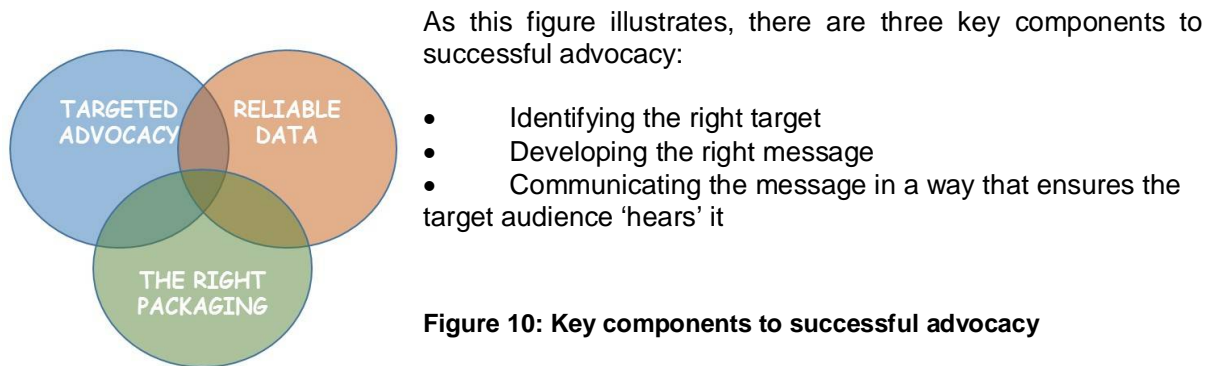 TARGETED
ADVOCACY
RELIABLE
DATA
THE RIGHT
PACKAGING
As this figure illustrates, there are three key components to
successful advocacy:
• Identifying the right target
• Developing the right message
• Communicating the message in a way that ensures the
target audience ‘hears’ it
Figure 10: Key components to successful advocacy